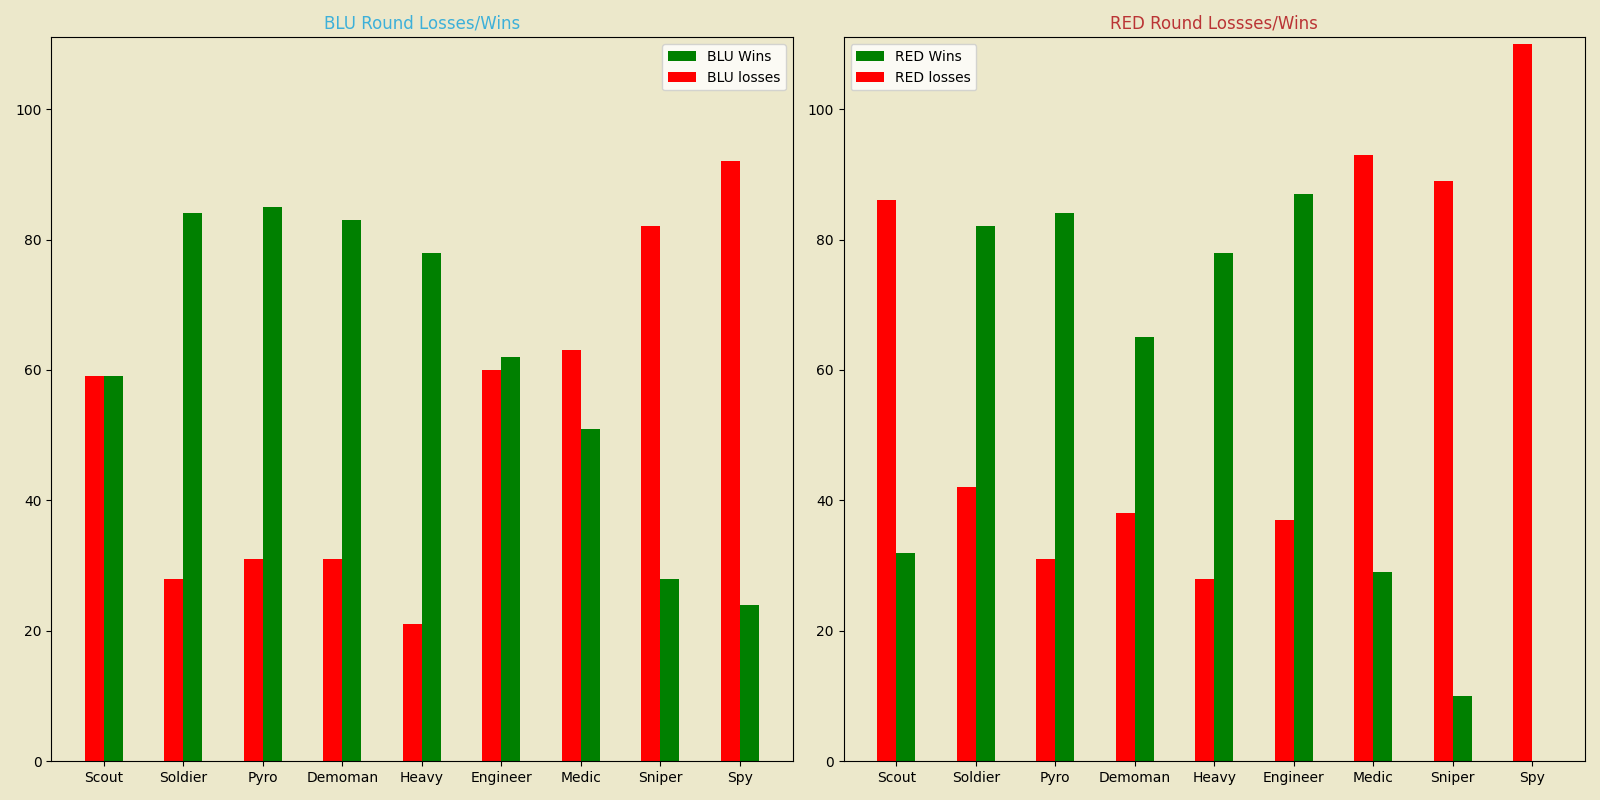 BLU Round Losses/Wins
BLU Wins
BLU losses
100
80
60
40
20
0
Scout Soldier Pyro Demoman Heavy Engineer Medic Sniper Spy
RED Round Lossses/Wins
RED Wins
RED losses
100
80
60
40
20
0
Scout Soldier Pyro Demoman Heavy Engineer Medic Sniper Spy